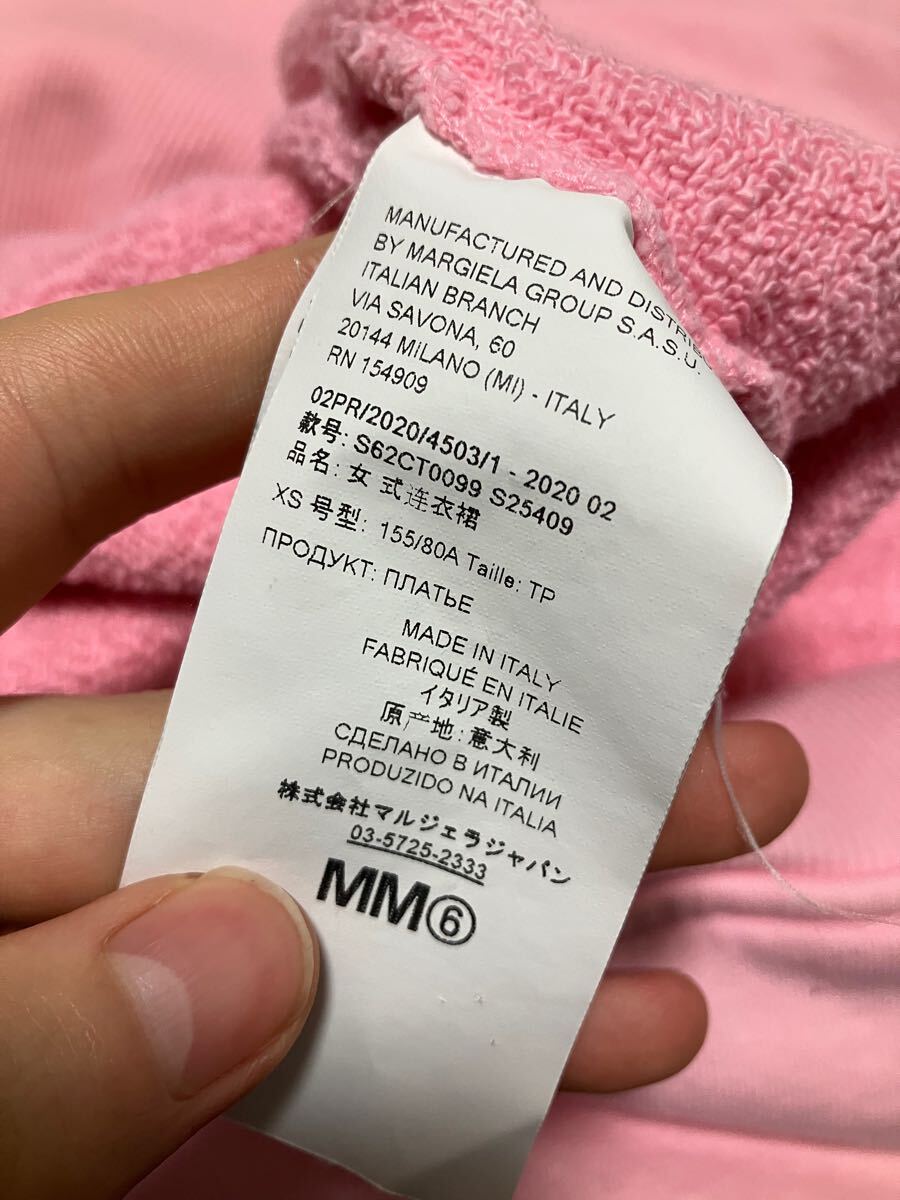 MANUFACTURED AND
BY MARGIELA GROUP S.A.S.U.
ITALIAN BRANCH
VIA SAVONA, 60
20144 MILANO (MI) - ITALY
RN 154909
02PR/2020/4503/1 - 2020 02
款号: S62CT0099 S25409
品名: 女 式连衣裙
XS 号型: 155/80A Taille: TP
ПРОДУКТ: ПЛАТЬЕ
MADE IN ITALY
FABRIQUÉ EN ITALIE
イタリア製
原产地: 意大利
СДЕЛАНО В ИТАЛИИ
PRODUZIDO NA ITALIA
株式会社マルジェラジャパン
03-5725-2333
MM⑥